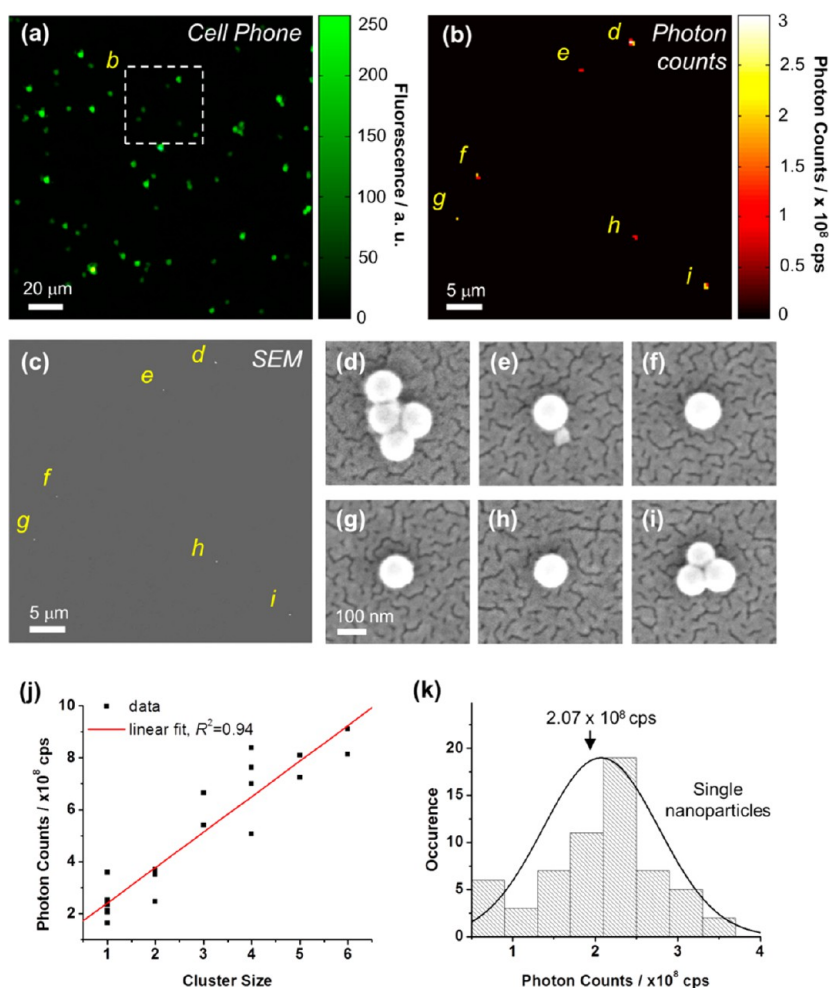 (a)
Cell Phone
b
20 μm
250
200
150
100
50
0
Fluorescence / a. u.
(b)
Photon
counts
d
e
f
g
h
i
5 μm
3
2.5
2
1.5
1
0.5
0
Photon Counts / x 10⁸ cps
(c)
SEM
d
e
f
g
h
i
5 μm
(d)
(e)
(f)
(g)
100 nm
(h)
(i)
(j)
data
linear fit, R²=0.94
10
8
6
4
2
Photon Counts / x10⁸ cps
1 2 3 4 5 6
Cluster Size
(k)
2.07 x 10⁸ cps
Single
nanoparticles
20
15
10
5
0
Occurence
1 2 3 4
Photon Counts / x10⁸ cps